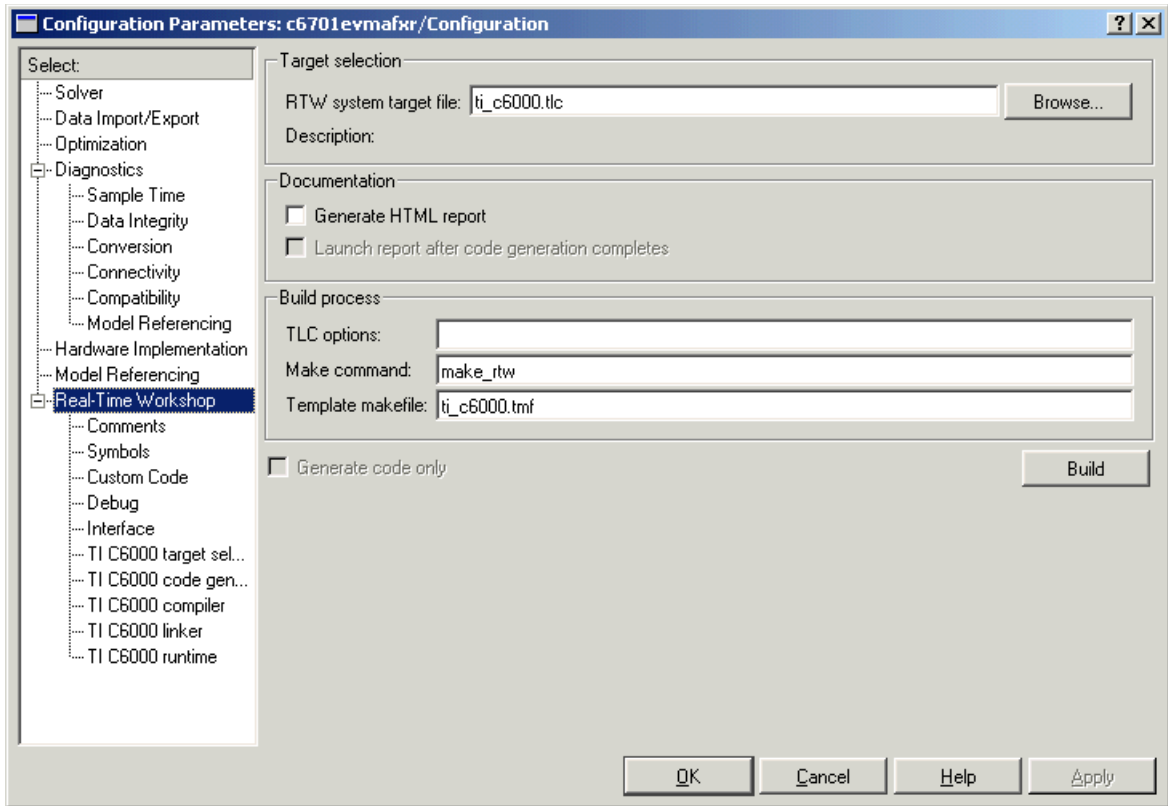 Configuration Parameters: c6701evmafxr/Configuration
Select:
Solver
Data Import/Export
Optimization
Diagnostics
Sample Time
Data Integrity
Conversion
Connectivity
Compatibility
Model Referencing
Hardware Implementation
Model Referencing
Real-Time Workshop
Comments
Symbols
Custom Code
Debug
Interface
TI C6000 target sel...
TI C6000 code gen...
TI C6000 compiler
TI C6000 linker
TI C6000 runtime
Target selection
RTW system target file: ti_c6000.tlc Browse...
Description:
Documentation
Generate HTML report
Launch report after code generation completes
Build process
TLC options:
Make command: make_rtw
Template makefile: ti_c6000.tmf
Generate code only Build
OK Cancel Help Apply